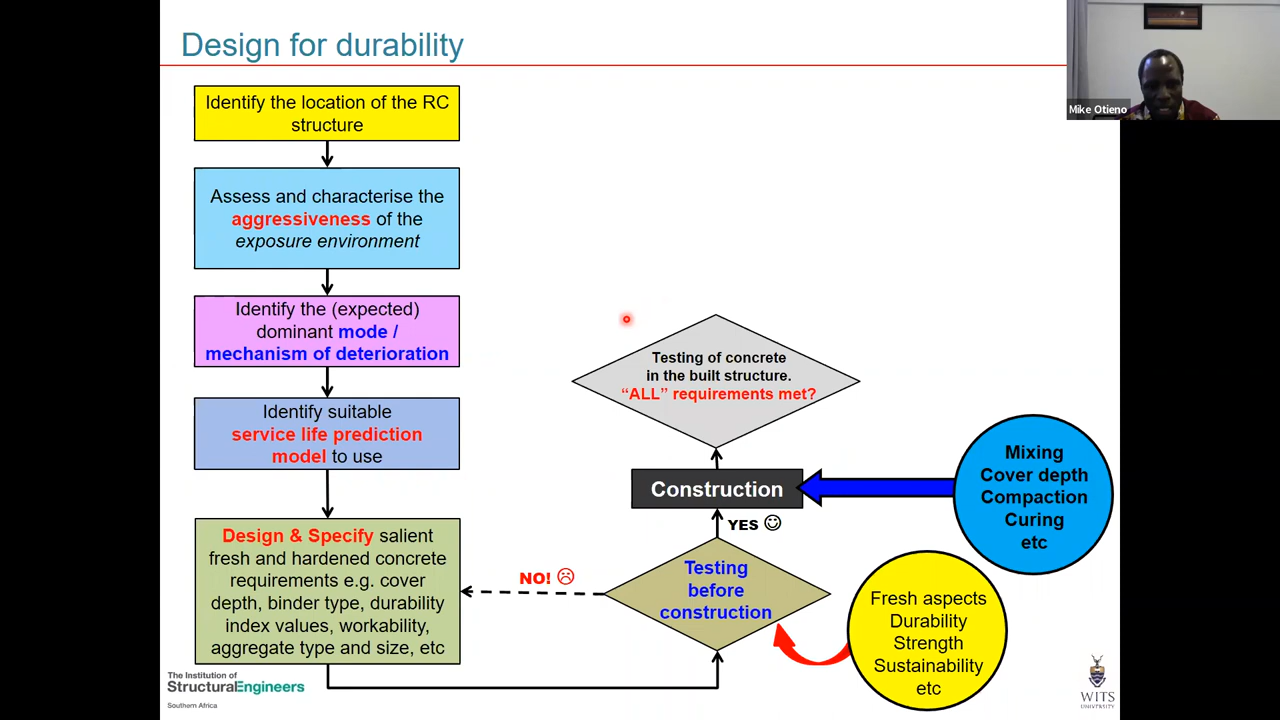 Design for durability
Mike Otieno
Identify the location of the RC
structure
Assess and characterise the
aggressiveness of the
exposure environment
Identify the (expected)
dominant mode /
mechanism of deterioration
Identify suitable
service life prediction
model to use
Design & Specify salient
fresh and hardened concrete
requirements e.g. cover
depth, binder type, durability
index values, workability,
aggregate type and size, etc
NO! ☹
Testing
before
construction
Fresh aspects
Durability
Strength
Sustainability
etc
YES ☺
Construction
Mixing
Cover depth
Compaction
Curing
etc
Testing of concrete
in the built structure.
“ALL” requirements met?
The Institution of
StructuralEngineers
Southern Africa
WITS
UNIVERSITY